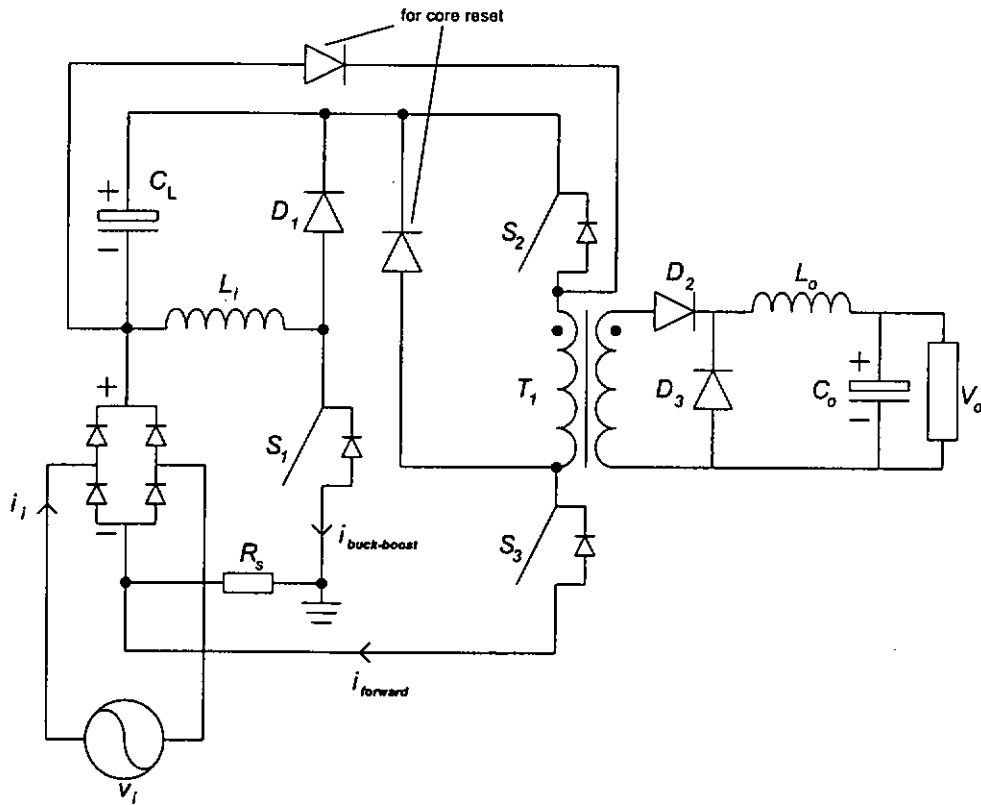 for core reset
+
C_L
−
D_1
S_2
L_i
D_2
L_o
+
T_1
D_3
C_o
+
−
V_o
S_1
−
i_i
i_buck-boost
S_3
R_s
i_forward
v_i